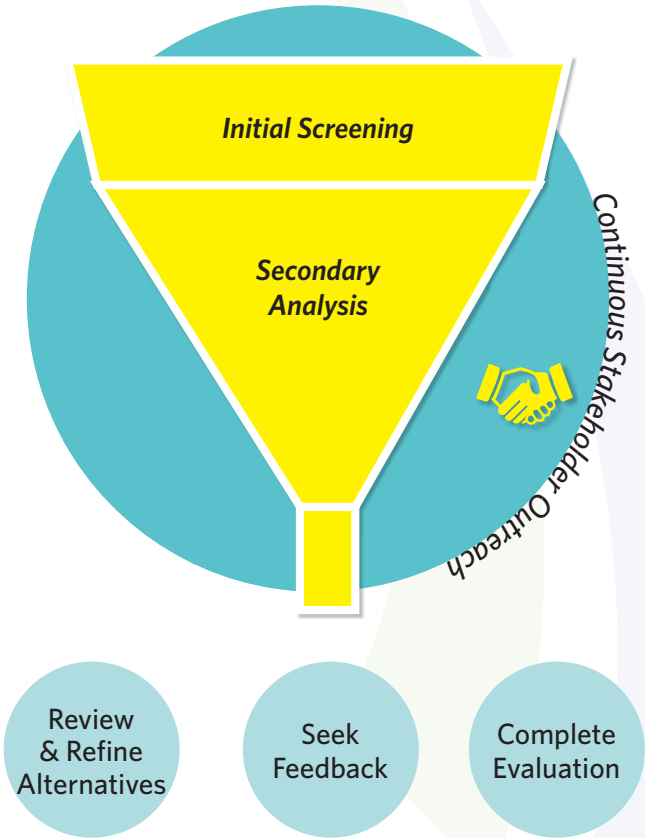 Initial Screening
Secondary
Analysis
Continuous Stakeholder Outreach
Review
& Refine
Alternatives
Seek
Feedback
Complete
Evaluation